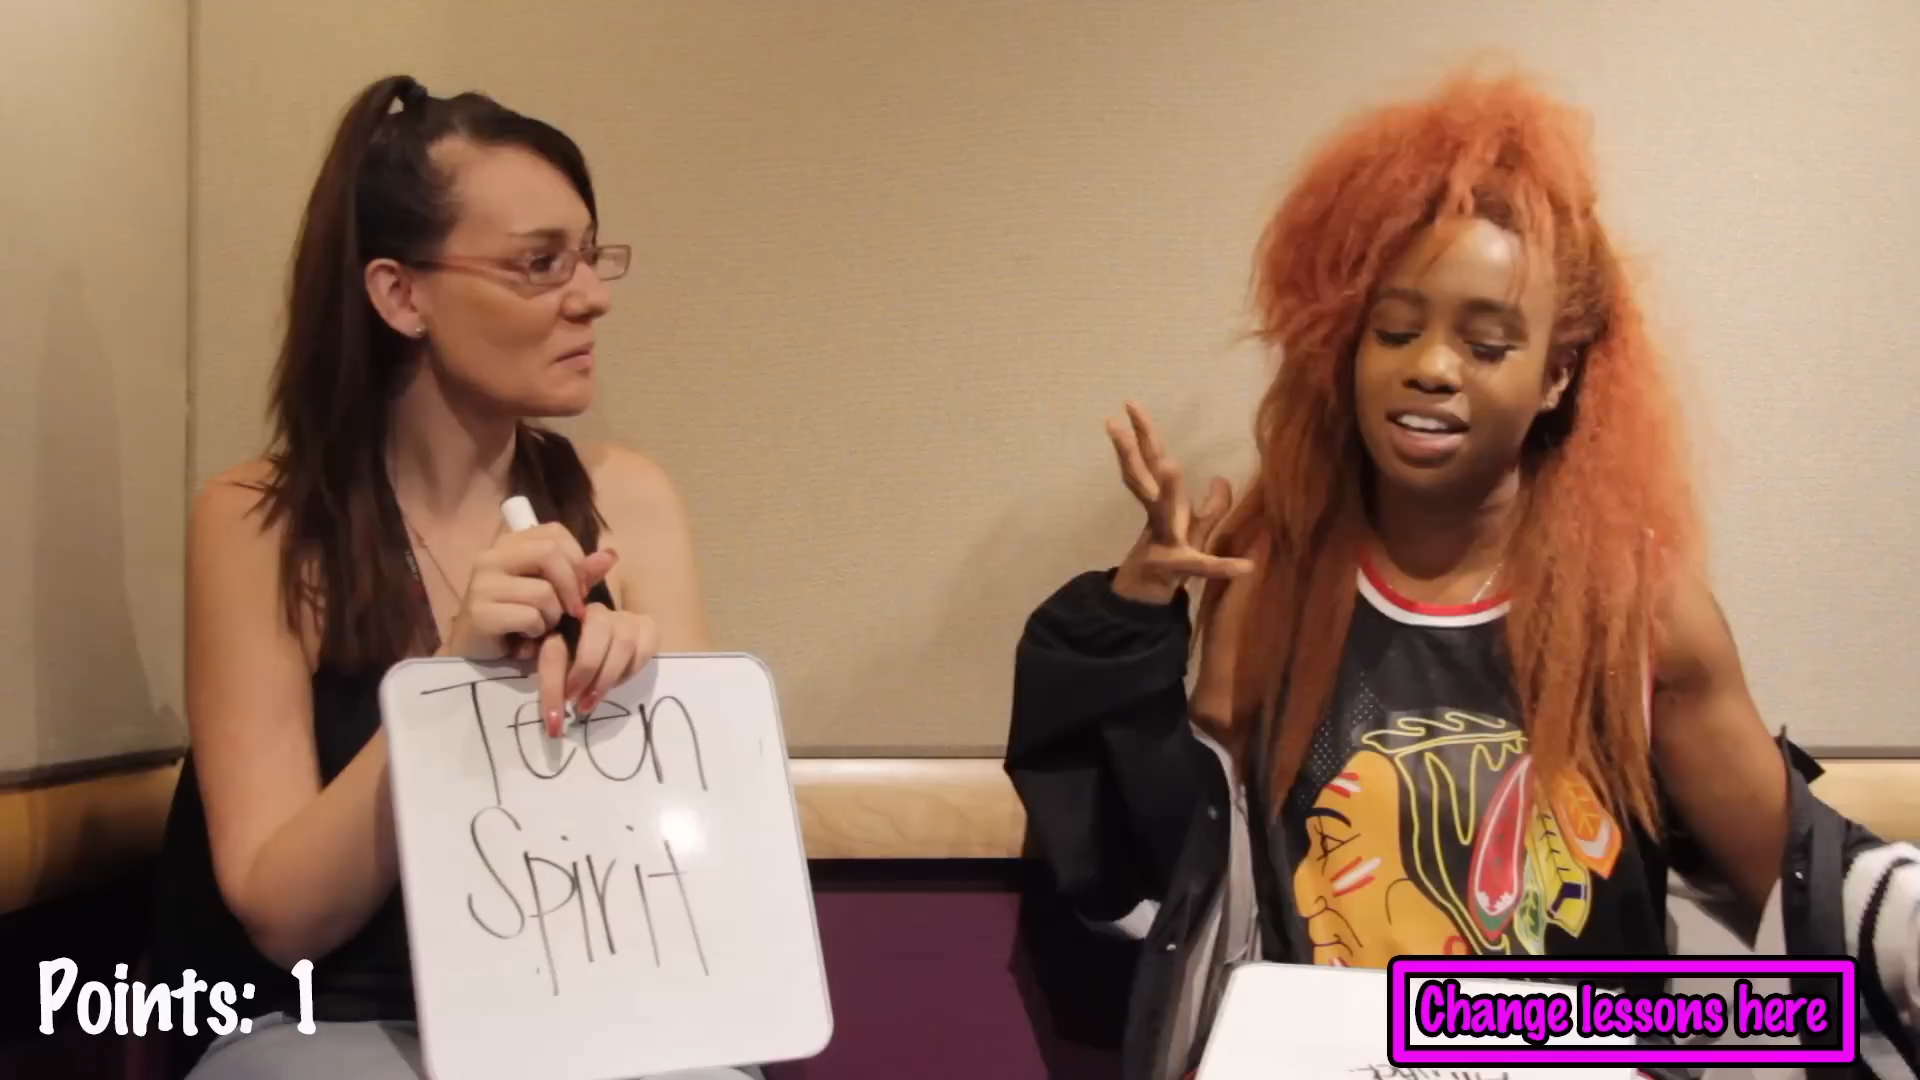 Teen
Spirit
Points: 1
Change lessons here